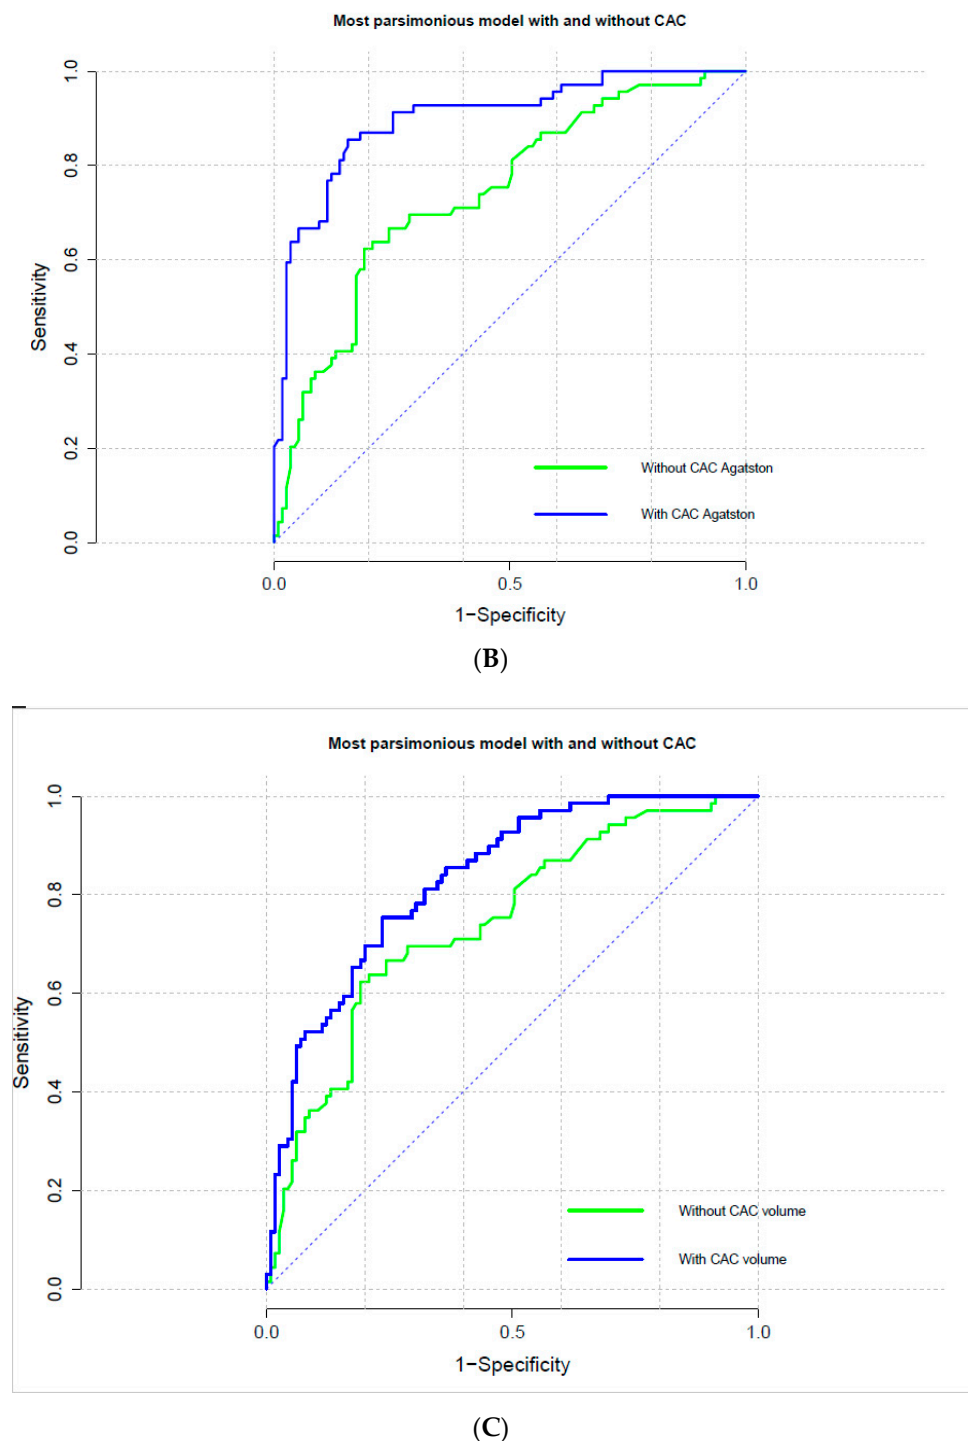 Most parsimonious model with and without CAC
1.0
0.8
0.6
0.4
0.2
0.0
Sensitivity
Without CAC Agatston
With CAC Agatston
0.0 0.5 1.0
1−Specificity
(B)
Most parsimonious model with and without CAC
1.0
0.8
0.6
0.4
0.2
0.0
Sensitivity
Without CAC volume
With CAC volume
0.0 0.5 1.0
1−Specificity
(C)